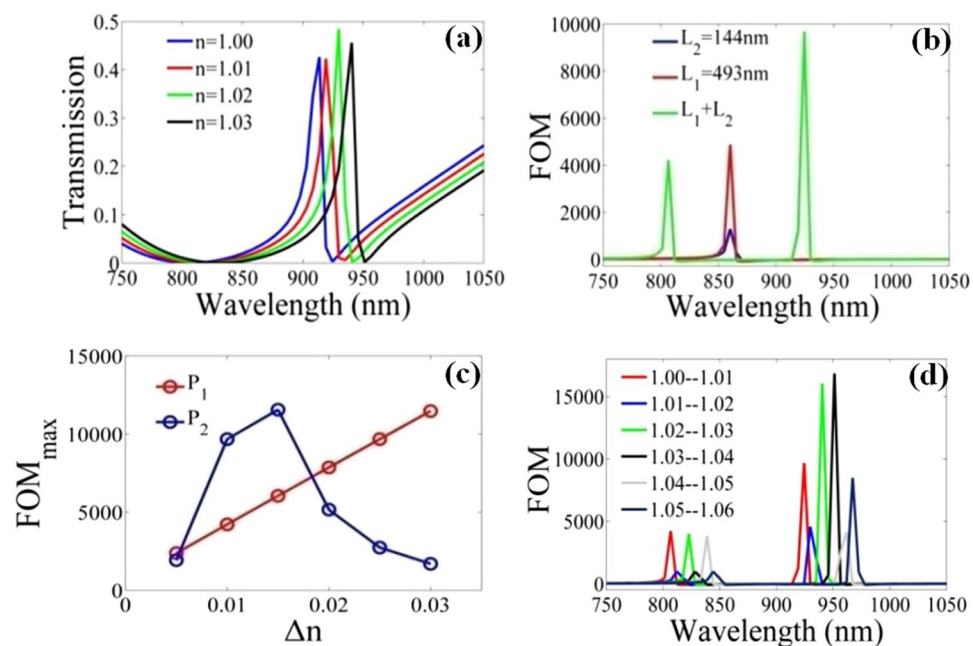 (a)
Transmission
0.5
0.4
0.3
0.2
0.1
0
n=1.00
n=1.01
n=1.02
n=1.03
750 800 850 900 950 1000 1050
Wavelength (nm)
(b)
FOM
10000
8000
6000
4000
2000
0
L₂=144nm
L₁=493nm
L₁+L₂
750 800 850 900 950 1000 1050
Wavelength (nm)
(c)
FOMmax
15000
10000
5000
0
P₁
P₂
0 0.01 0.02 0.03
Δn
(d)
FOM
15000
10000
5000
0
1.00--1.01
1.01--1.02
1.02--1.03
1.03--1.04
1.04--1.05
1.05--1.06
750 800 850 900 950 1000 1050
Wavelength (nm)